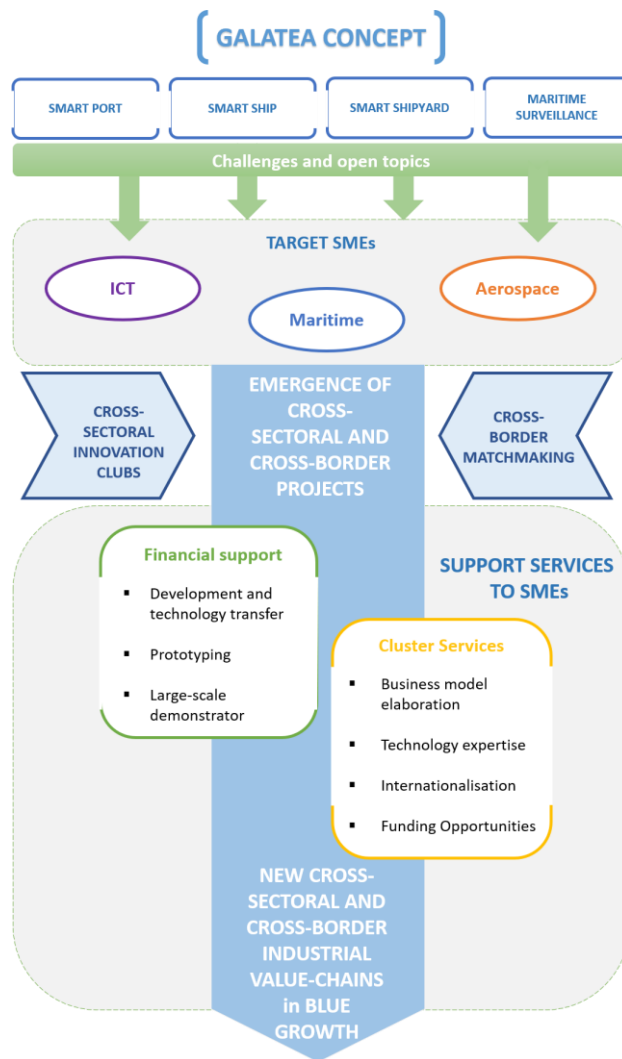 GALATEA CONCEPT
SMART PORT
SMART SHIP
SMART SHIPYARD
MARITIME
SURVEILLANCE
Challenges and open topics
TARGET SMEs
ICT
Maritime
Aerospace
CROSS-
SECTORAL
INNOVATION
CLUBS
EMERGENCE OF
CROSS-
SECTORAL AND
CROSS-BORDER
PROJECTS
CROSS-
BORDER
MATCHMAKING
Financial support
▪ Development and
technology transfer
▪ Prototyping
▪ Large-scale
demonstrator
SUPPORT SERVICES
TO SMEs
Cluster Services
▪ Business model
elaboration
▪ Technology expertise
▪ Internationalisation
▪ Funding Opportunities
NEW CROSS-
SECTORAL AND
CROSS-BORDER
INDUSTRIAL
VALUE-CHAINS
in BLUE
GROWTH